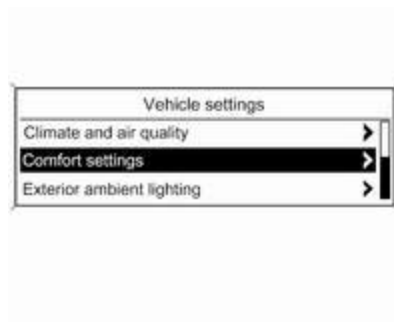 Vehicle settings
Climate and air quality
Comfort settings
Exterior ambient lighting